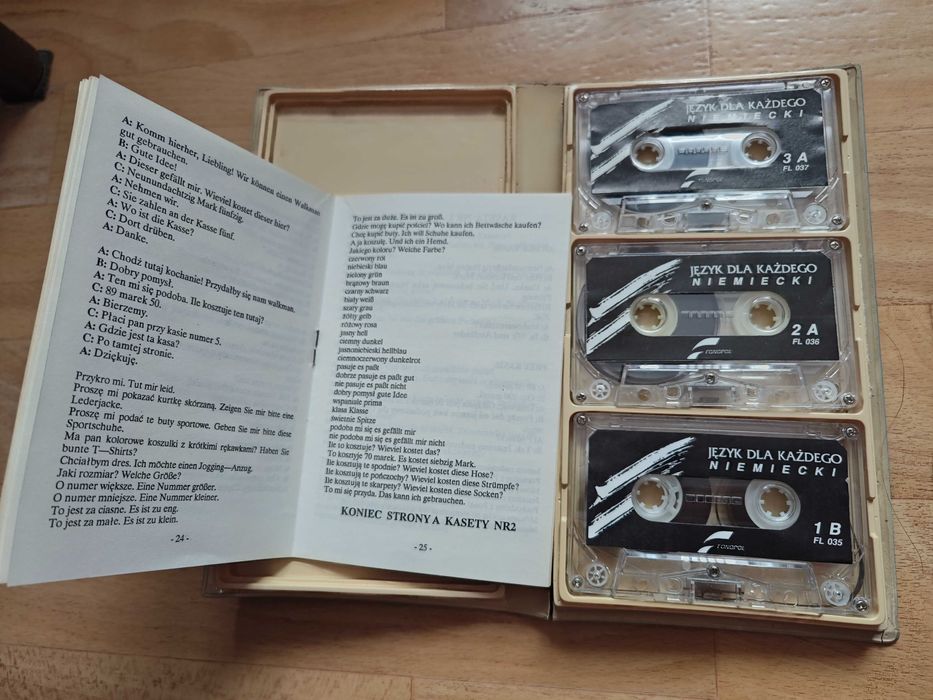 A: Komm hierher, Liebling! Wir können einen Walkman
gut gebrauchen.
B: Gute Idee!
A: Dieser gefällt mir. Wieviel kostet dieser hier?
C: Neunundachtzig Mark fünfzig.
A: Nehmen wir.
C: Sie zahlen an der Kasse fünf.
A: Wo ist die Kasse?
C: Dort drüben.
A: Danke.
A: Chodź tutaj kochanie! Przydałby się nam walkman.
B: Dobry pomysł.
A: Ten mi się podoba. Ile kosztuje ten tutaj?
C: 89 marek 50.
A: Bierzemy.
C: Płaci pan przy kasie numer 5.
A: Gdzie jest ta kasa?
C: Po tamtej stronie.
A: Dziękuję.
Przykro mi. Tut mir leid.
Proszę mi pokazać kurtkę skórzaną. Zeigen Sie mir bitte eine
Lederjacke.
Proszę mi podać te buty sportowe. Geben Sie mir bitte diese
Sportschuhe.
Ma pan kolorowe koszulki z krótkimi rękawkami? Haben Sie
bunte T—Shirts?
Chciałbym dres. Ich möchte einen Jogging—Anzug.
Jaki rozmiar? Welche Größe?
O numer większe. Eine Nummer größer.
O numer mniejsze. Eine Nummer kleiner.
To jest za ciasne. Es ist zu eng.
To jest za małe. Es ist zu klein.
- 24 -
To jest za duże. Es ist zu groß.
Gdzie mogę kupić pościel? Wo kann ich Bettwäsche kaufen?
Chcę kupić buty. Ich will Schuhe kaufen.
A ja koszulę. Und ich ein Hemd.
Jakiego koloru? Welche Farbe?
czerwony rot
niebieski blau
zielony grün
brązowy braun
czarny schwarz
biały weiß
szary grau
żółty gelb
różowy rosa
jasny hell
ciemny dunkel
jasnoniebieski hellblau
ciemnoczerwony dunkelrot
pasuje es paßt
dobrze pasuje es paßt gut
nie pasuje es paßt nicht
dobry pomysł gute Idee
wspaniale prima
klasa Klasse
świetnie Spitze
podoba mi się es gefällt mir
nie podoba mi się es gefällt mir nicht
Ile to kosztuje? Wieviel kostet das?
To kosztyje 70 marek. Es kostet siebzig Mark.
Ile kosztują te spodnie? Wieviel kostet diese Hose?
Ile kosztują te pończochy? Wieviel kosten diese Strümpfe?
Ile kosztują te skarpety? Wieviel kosten diese Socken?
To mi się przyda. Das kann ich gebrauchen.
KONIEC STRONY A KASETY NR2
- 25 -
JĘZYK DLA KAŻDEGO
NIEMIECKI
3 A
FL 037
JĘZYK DLA KAŻDEGO
NIEMIECKI
2 A
FL 036
FONOPOL
JĘZYK DLA KAŻDEGO
NIEMIECKI
1 B
FL 035
FONOPOL